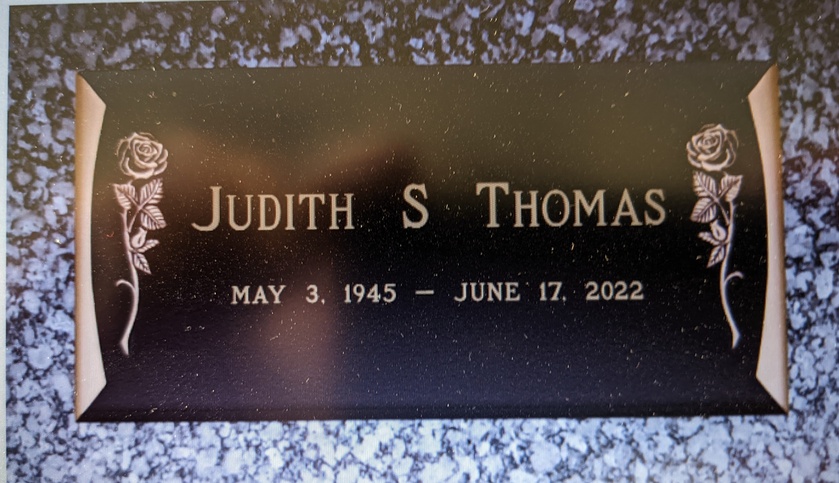 JUDITH S THOMAS
MAY 3, 1945 — JUNE 17, 2022